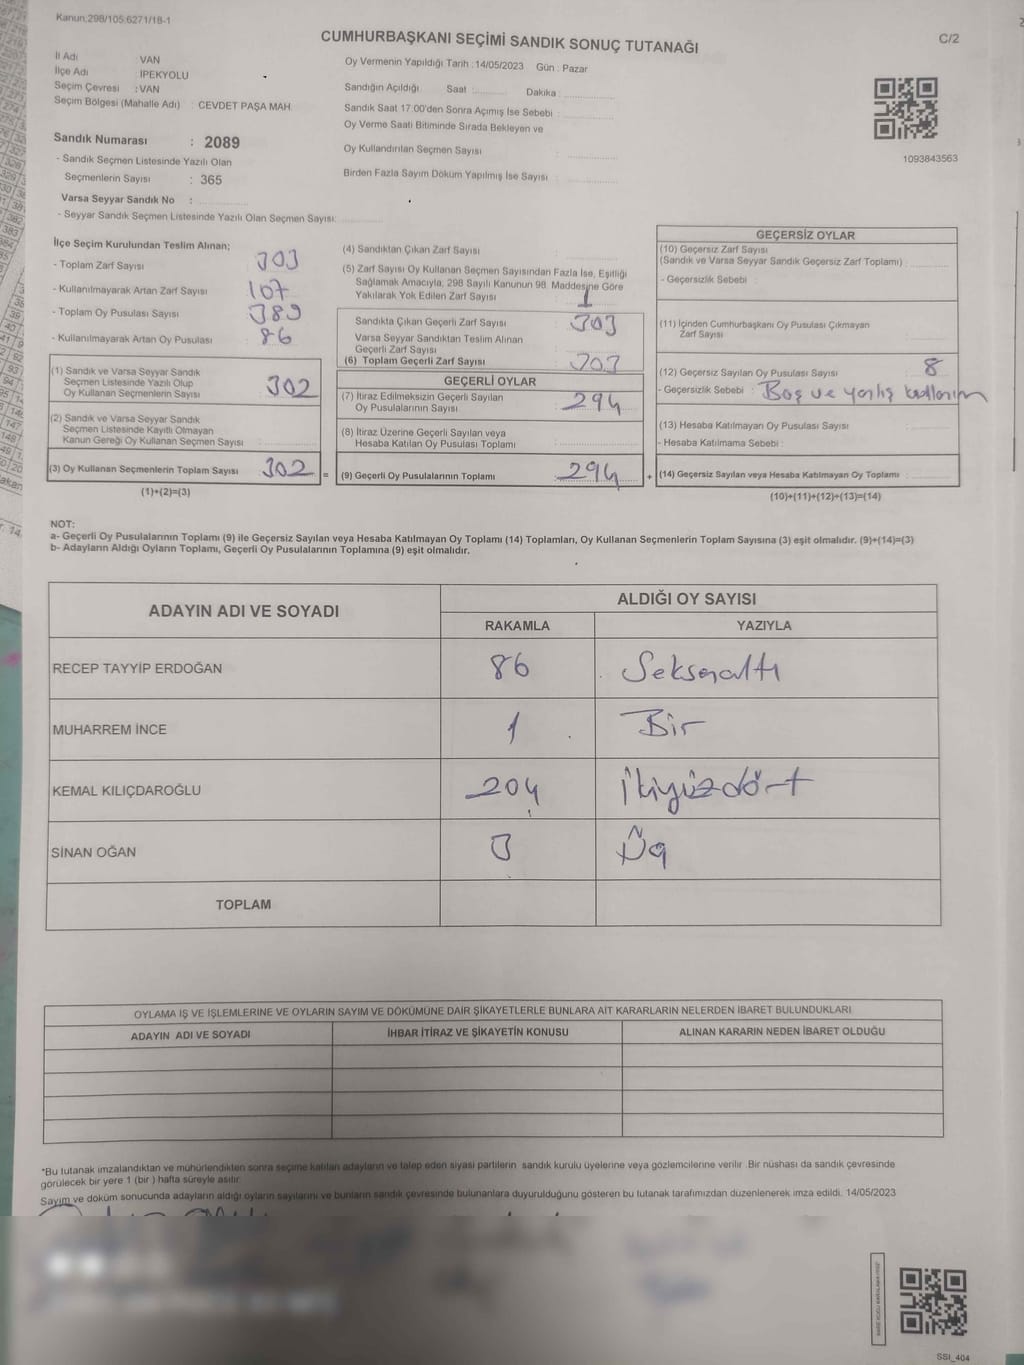 Kanun:298/105:6271/18-1
CUMHURBAŞKANI SEÇİMİ SANDIK SONUÇ TUTANAĞI
C/2
İl Adı VAN
İlçe Adı İPEKYOLU
Seçim Çevresi : VAN
Seçim Bölgesi (Mahalle Adı) : CEVDET PAŞA MAH.
Sandık Numarası : 2089
- Sandık Seçmen Listesinde Yazılı Olan
Seçmenlerin Sayısı : 365
Varsa Seyyar Sandık No :
- Seyyar Sandık Seçmen Listesinde Yazılı Olan Seçmen Sayısı:
Oy Vermenin Yapıldığı Tarih : 14/05/2023 Gün : Pazar
Sandığın Açıldığı Saat Dakika :
Sandık Saat 17:00'den Sonra Açımış İse Sebebi :
Oy Verme Saati Bitiminde Sırada Bekleyen ve
Oy Kullandırılan Seçmen Sayısı :
Birden Fazla Sayım Döküm Yapılmış İse Sayısı :
1093843563
İlçe Seçim Kurulundan Teslim Alınan;
- Toplam Zarf Sayısı 303
- Kullanılmayarak Artan Zarf Sayısı 107
- Toplam Oy Pusulası Sayısı 389
- Kullanılmayarak Artan Oy Pusulası 86
(1) Sandık ve Varsa Seyyar Sandık
Seçmen Listesinde Yazılı Olup
Oy Kullanan Seçmenlerin Sayısı 302
(2) Sandık ve Varsa Seyyar Sandık
Seçmen Listesinde Kayıtlı Olmayan
Kanun Gereği Oy Kullanan Seçmen Sayısı
(3) Oy Kullanan Seçmenlerin Toplam Sayısı 302 =
(1)+(2)=(3)
(4) Sandıktan Çıkan Zarf Sayısı :
(5) Zarf Sayısı Oy Kullanan Seçmen Sayısından Fazla İse, Eşitliği
Sağlamak Amacıyla, 298 Sayılı Kanunun 98. Maddesine Göre
Yakılarak Yok Edilen Zarf Sayısı : 1
Sandıkta Çıkan Geçerli Zarf Sayısı 303
Varsa Seyyar Sandıktan Teslim Alınan
Geçerli Zarf Sayısı
(6) Toplam Geçerli Zarf Sayısı 303
GEÇERLİ OYLAR
(7) İtiraz Edilmeksizin Geçerli Sayılan
Oy Pusulalarının Sayısı : 294
(8) İtiraz Üzerine Geçerli Sayılan veya
Hesaba Katılan Oy Pusulası Toplamı
(9) Geçerli Oy Pusulalarının Toplamı 294 +
GEÇERSİZ OYLAR
(10) Geçersiz Zarf Sayısı
(Sandık ve Varsa Seyyar Sandık Geçersiz Zarf Toplamı) :
- Geçersizlik Sebebi :
(11) İçinden Cumhurbaşkanı Oy Pusulası Çıkmayan
Zarf Sayısı
(12) Geçersiz Sayılan Oy Pusulası Sayısı : 8
- Geçersizlik Sebebi : Boş ve yanlış kullanım
(13) Hesaba Katılmayan Oy Pusulası Sayısı :
- Hesaba Katılmama Sebebi :
(14) Geçersiz Sayılan veya Hesaba Katılmayan Oy Toplamı :
(10)+(11)+(12)+(13)=(14)
NOT:
a- Geçerli Oy Pusulalarının Toplamı (9) ile Geçersiz Sayılan veya Hesaba Katılmayan Oy Toplamı (14) Toplamları, Oy Kullanan Seçmenlerin Toplam Sayısına (3) eşit olmalıdır. (9)+(14)=(3)
b- Adayların Aldığı Oyların Toplamı, Geçerli Oy Pusulalarının Toplamına (9) eşit olmalıdır.
ADAYIN ADI VE SOYADI
ALDIĞI OY SAYISI
RAKAMLA YAZIYLA
RECEP TAYYİP ERDOĞAN 86 Seksenaltı
MUHARREM İNCE 1 Bir
KEMAL KILIÇDAROĞLU 204 İkiyüzdört
SİNAN OĞAN 3 Üç
TOPLAM
OYLAMA İŞ VE İŞLEMLERİNE VE OYLARIN SAYIM VE DÖKÜMÜNE DAİR ŞİKAYETLERLE BUNLARA AİT KARARLARIN NELERDEN İBARET BULUNDUKLARI
ADAYIN ADI VE SOYADI İHBAR İTİRAZ VE ŞİKAYETİN KONUSU ALINAN KARARIN NEDEN İBARET OLDUĞU
*Bu tutanak imzalandıktan ve mühürlendikten sonra seçime katılan adayların ve talep eden siyasi partilerin sandık kurulu üyelerine veya gözlemcilerine verilir. Bir nüshası da sandık çevresinde
görülecek bir yere 1 (bir) hafta süreyle asılır.
Sayım ve döküm sonucunda adayların aldığı oyların sayılarını ve bunların sandık çevresinde bulunanlara duyurulduğunu gösteren bu tutanak tarafımızdan düzenlenerek imza edildi. 14/05/2023
SSI_404